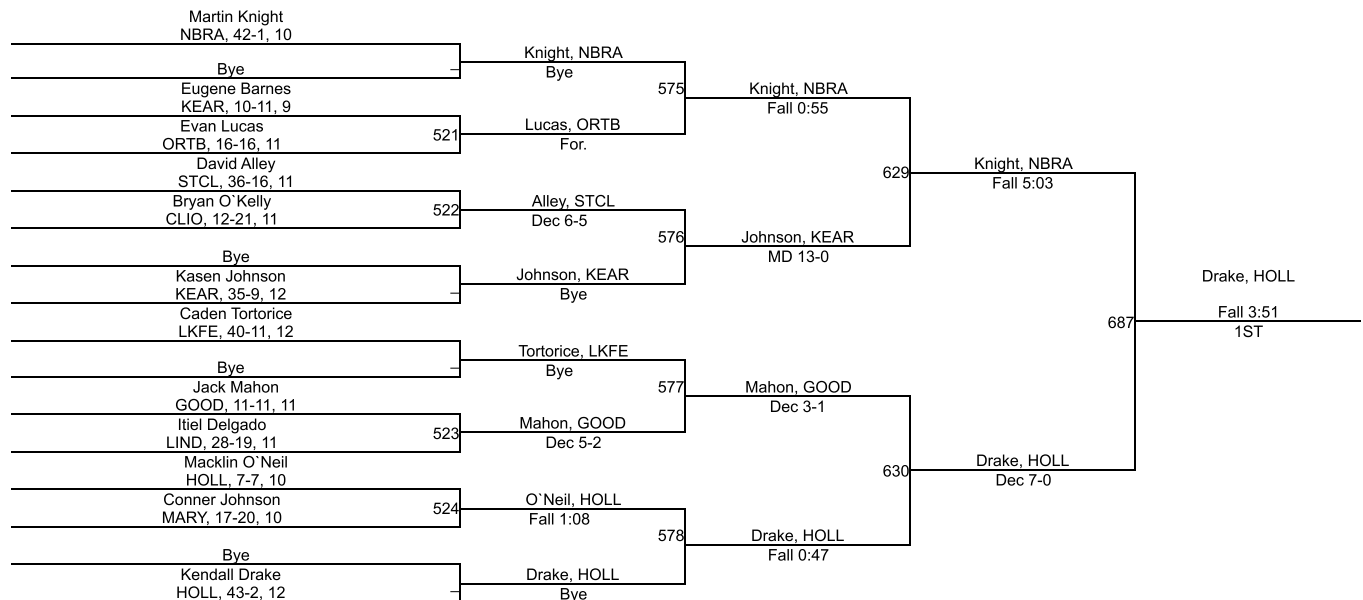 Martin Knight
NBRA, 42-1, 10
Bye
–
Eugene Barnes
KEAR, 10-11, 9
Evan Lucas
ORTB, 16-16, 11
521
David Alley
STCL, 36-16, 11
Bryan O`Kelly
CLIO, 12-21, 11
522
Bye
Kasen Johnson
KEAR, 35-9, 12
–
Caden Tortorice
LKFE, 40-11, 12
Bye
–
Jack Mahon
GOOD, 11-11, 11
Itiel Delgado
LIND, 28-19, 11
523
Macklin O`Neil
HOLL, 7-7, 10
Conner Johnson
MARY, 17-20, 10
524
Bye
Kendall Drake
HOLL, 43-2, 12
–
Knight, NBRA
Bye
575
Lucas, ORTB
For.
Alley, STCL
Dec 6-5
576
Johnson, KEAR
Bye
Tortorice, LKFE
Bye
577
Mahon, GOOD
Dec 5-2
O`Neil, HOLL
Fall 1:08
578
Drake, HOLL
Bye
Knight, NBRA
Fall 0:55
629
Johnson, KEAR
MD 13-0
Mahon, GOOD
Dec 3-1
630
Drake, HOLL
Fall 0:47
Knight, NBRA
Fall 5:03
687
Drake, HOLL
Dec 7-0
Drake, HOLL
Fall 3:51
1ST